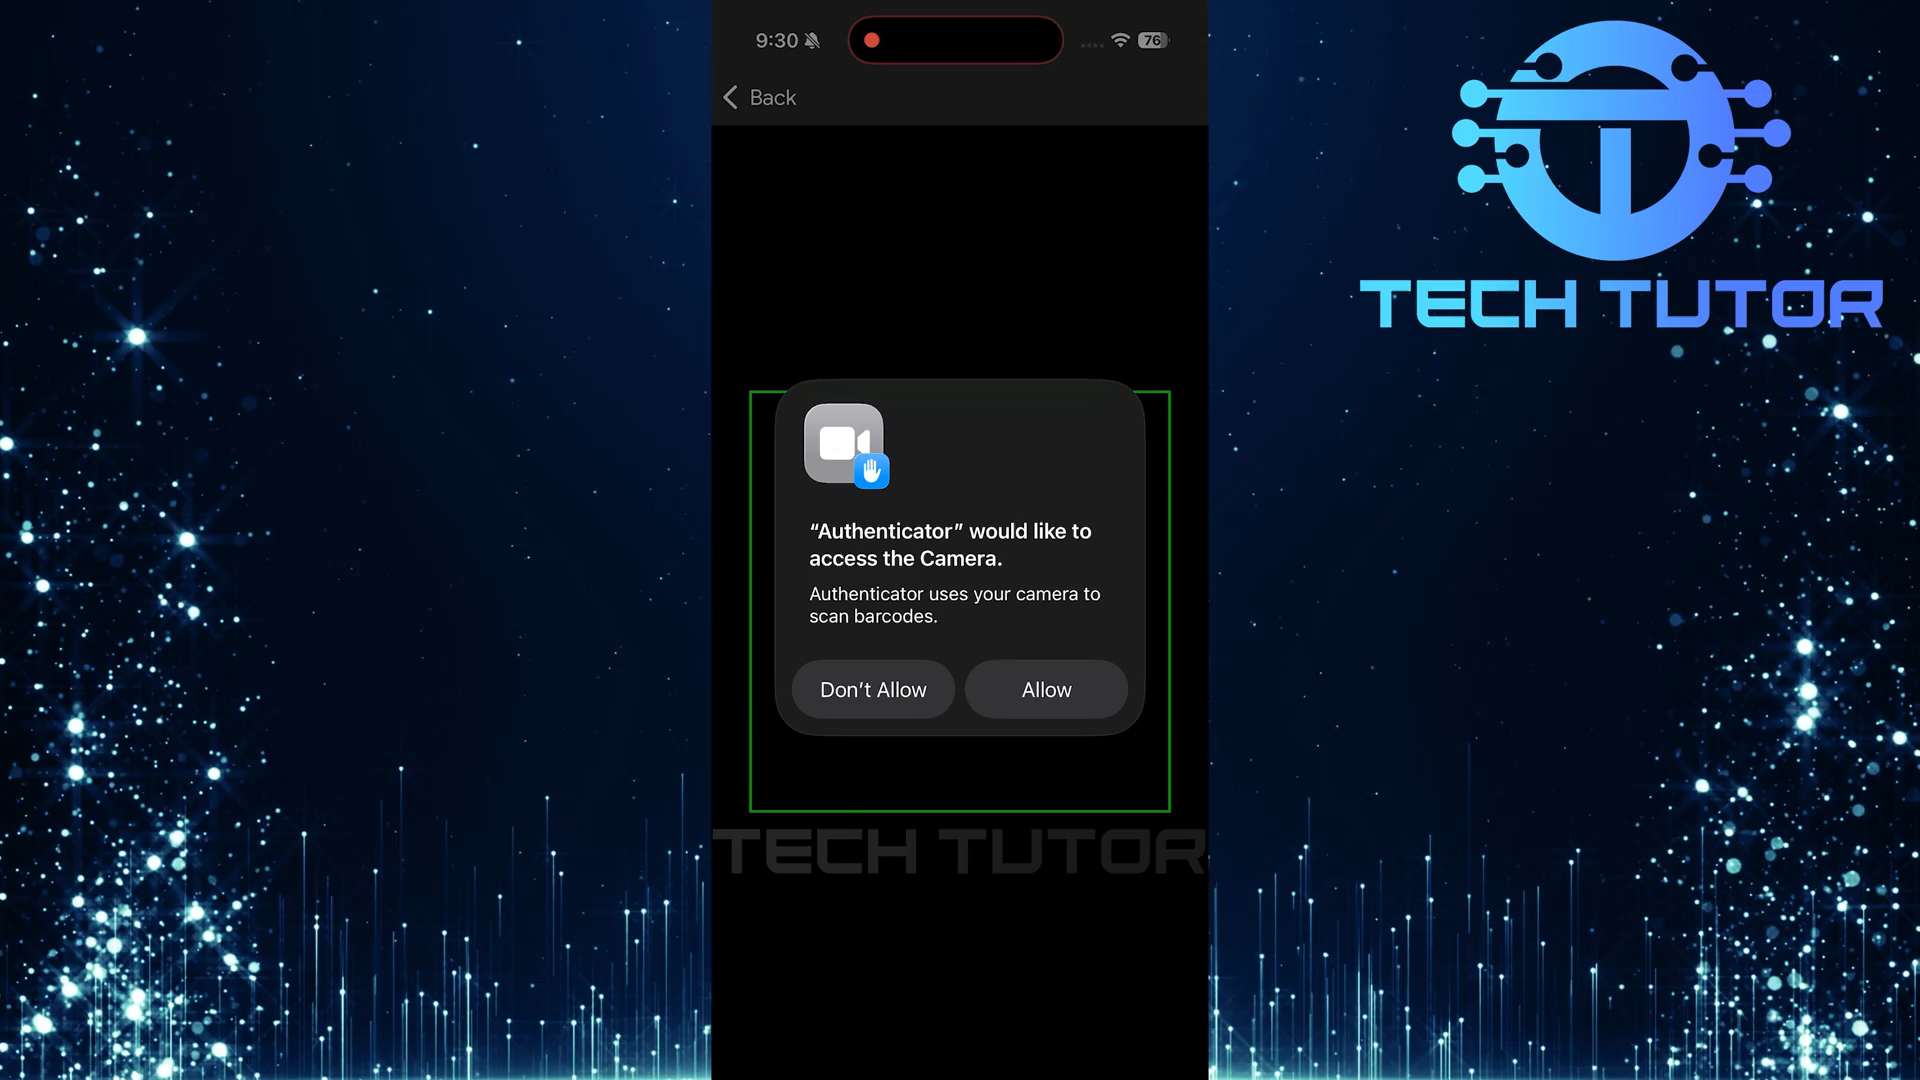 9:30
76
Back
TECH TUTOR
“Authenticator” would like to
access the Camera.
Authenticator uses your camera to
scan barcodes.
Don’t Allow
Allow
TECH TUTOR